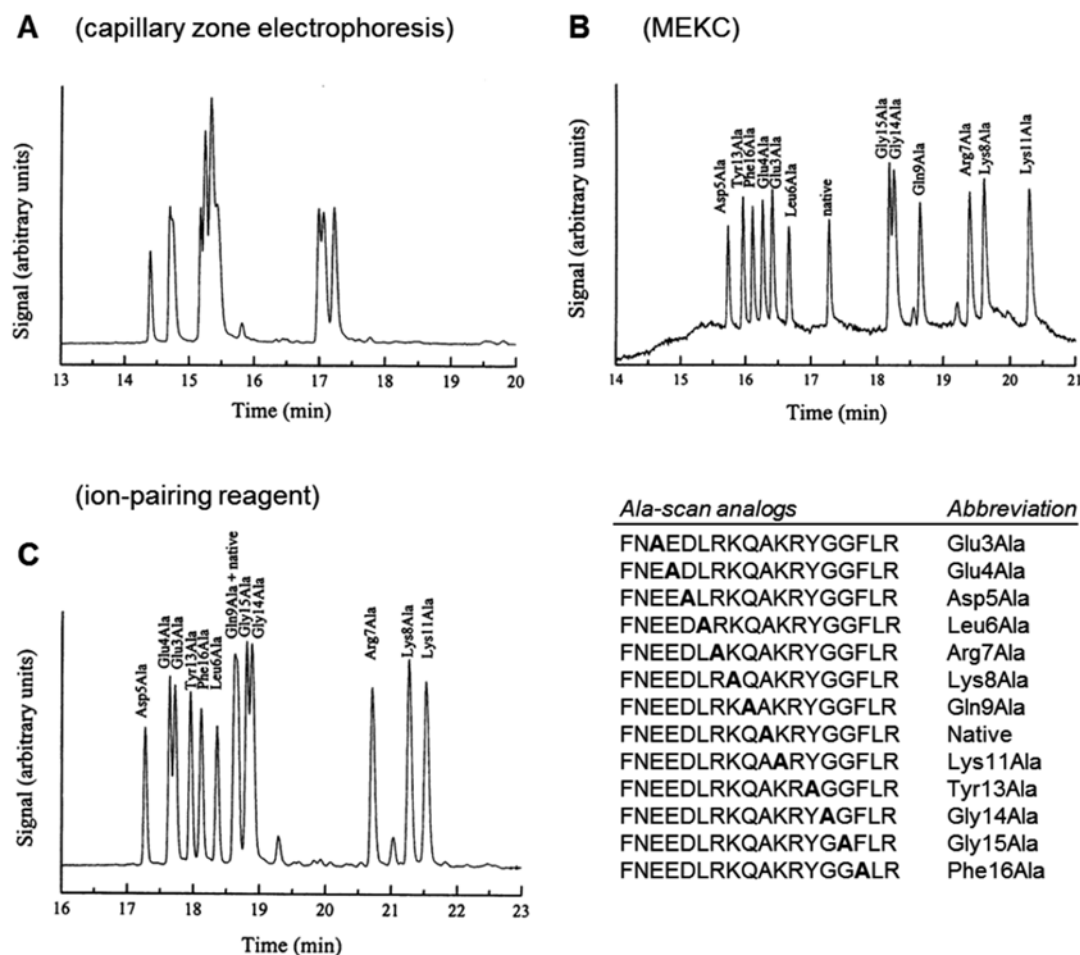 A (capillary zone electrophoresis)
Signal (arbitrary units)
13 14 15 16 17 18 19 20
Time (min)
B (MEKC)
Signal (arbitrary units)
Asp5Ala
Tyr13Ala
Phe16Ala
Glu4Ala
Glu3Ala
Leu6Ala
native
Gly15Ala
Gly14Ala
Gln9Ala
Arg7Ala
Lys8Ala
Lys11Ala
14 15 16 17 18 19 20 21
Time (min)
(ion-pairing reagent)
C
Signal (arbitrary units)
Asp5Ala
Glu4Ala
Glu3Ala
Tyr13Ala
Phe16Ala
Leu6Ala
Gln9Ala + native
Gly15Ala
Gly14Ala
Arg7Ala
Lys8Ala
Lys11Ala
16 17 18 19 20 21 22 23
Time (min)
Ala-scan analogs Abbreviation
FNAEDLRKQAKRYGGFLR Glu3Ala
FNEADLRKQAKRYGGFLR Glu4Ala
FNEEALRKQAKRYGGFLR Asp5Ala
FNEEDARKQAKRYGGFLR Leu6Ala
FNEEDLAKQAKRYGGFLR Arg7Ala
FNEEDLRAQAKRYGGFLR Lys8Ala
FNEEDLRKAAKRYGGFLR Gln9Ala
FNEEDLRKQAKRYGGFLR Native
FNEEDLRKQAARYGGFLR Lys11Ala
FNEEDLRKQAKRAGGFLR Tyr13Ala
FNEEDLRKQAKRYAGFLR Gly14Ala
FNEEDLRKQAKRYGAFLR Gly15Ala
FNEEDLRKQAKRYGGALR Phe16Ala